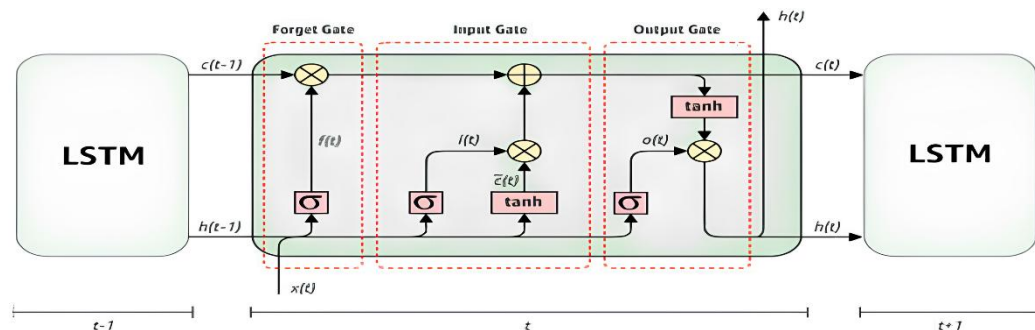 Forget Gate
Input Gate
Output Gate
h(t)
c(t-1)
c(t)
tanh
f(t)
i(t)
o(t)
LSTM
LSTM
c̅(t)
σ
σ
tanh
σ
h(t-1)
h(t)
x(t)
t-1
t
t+1